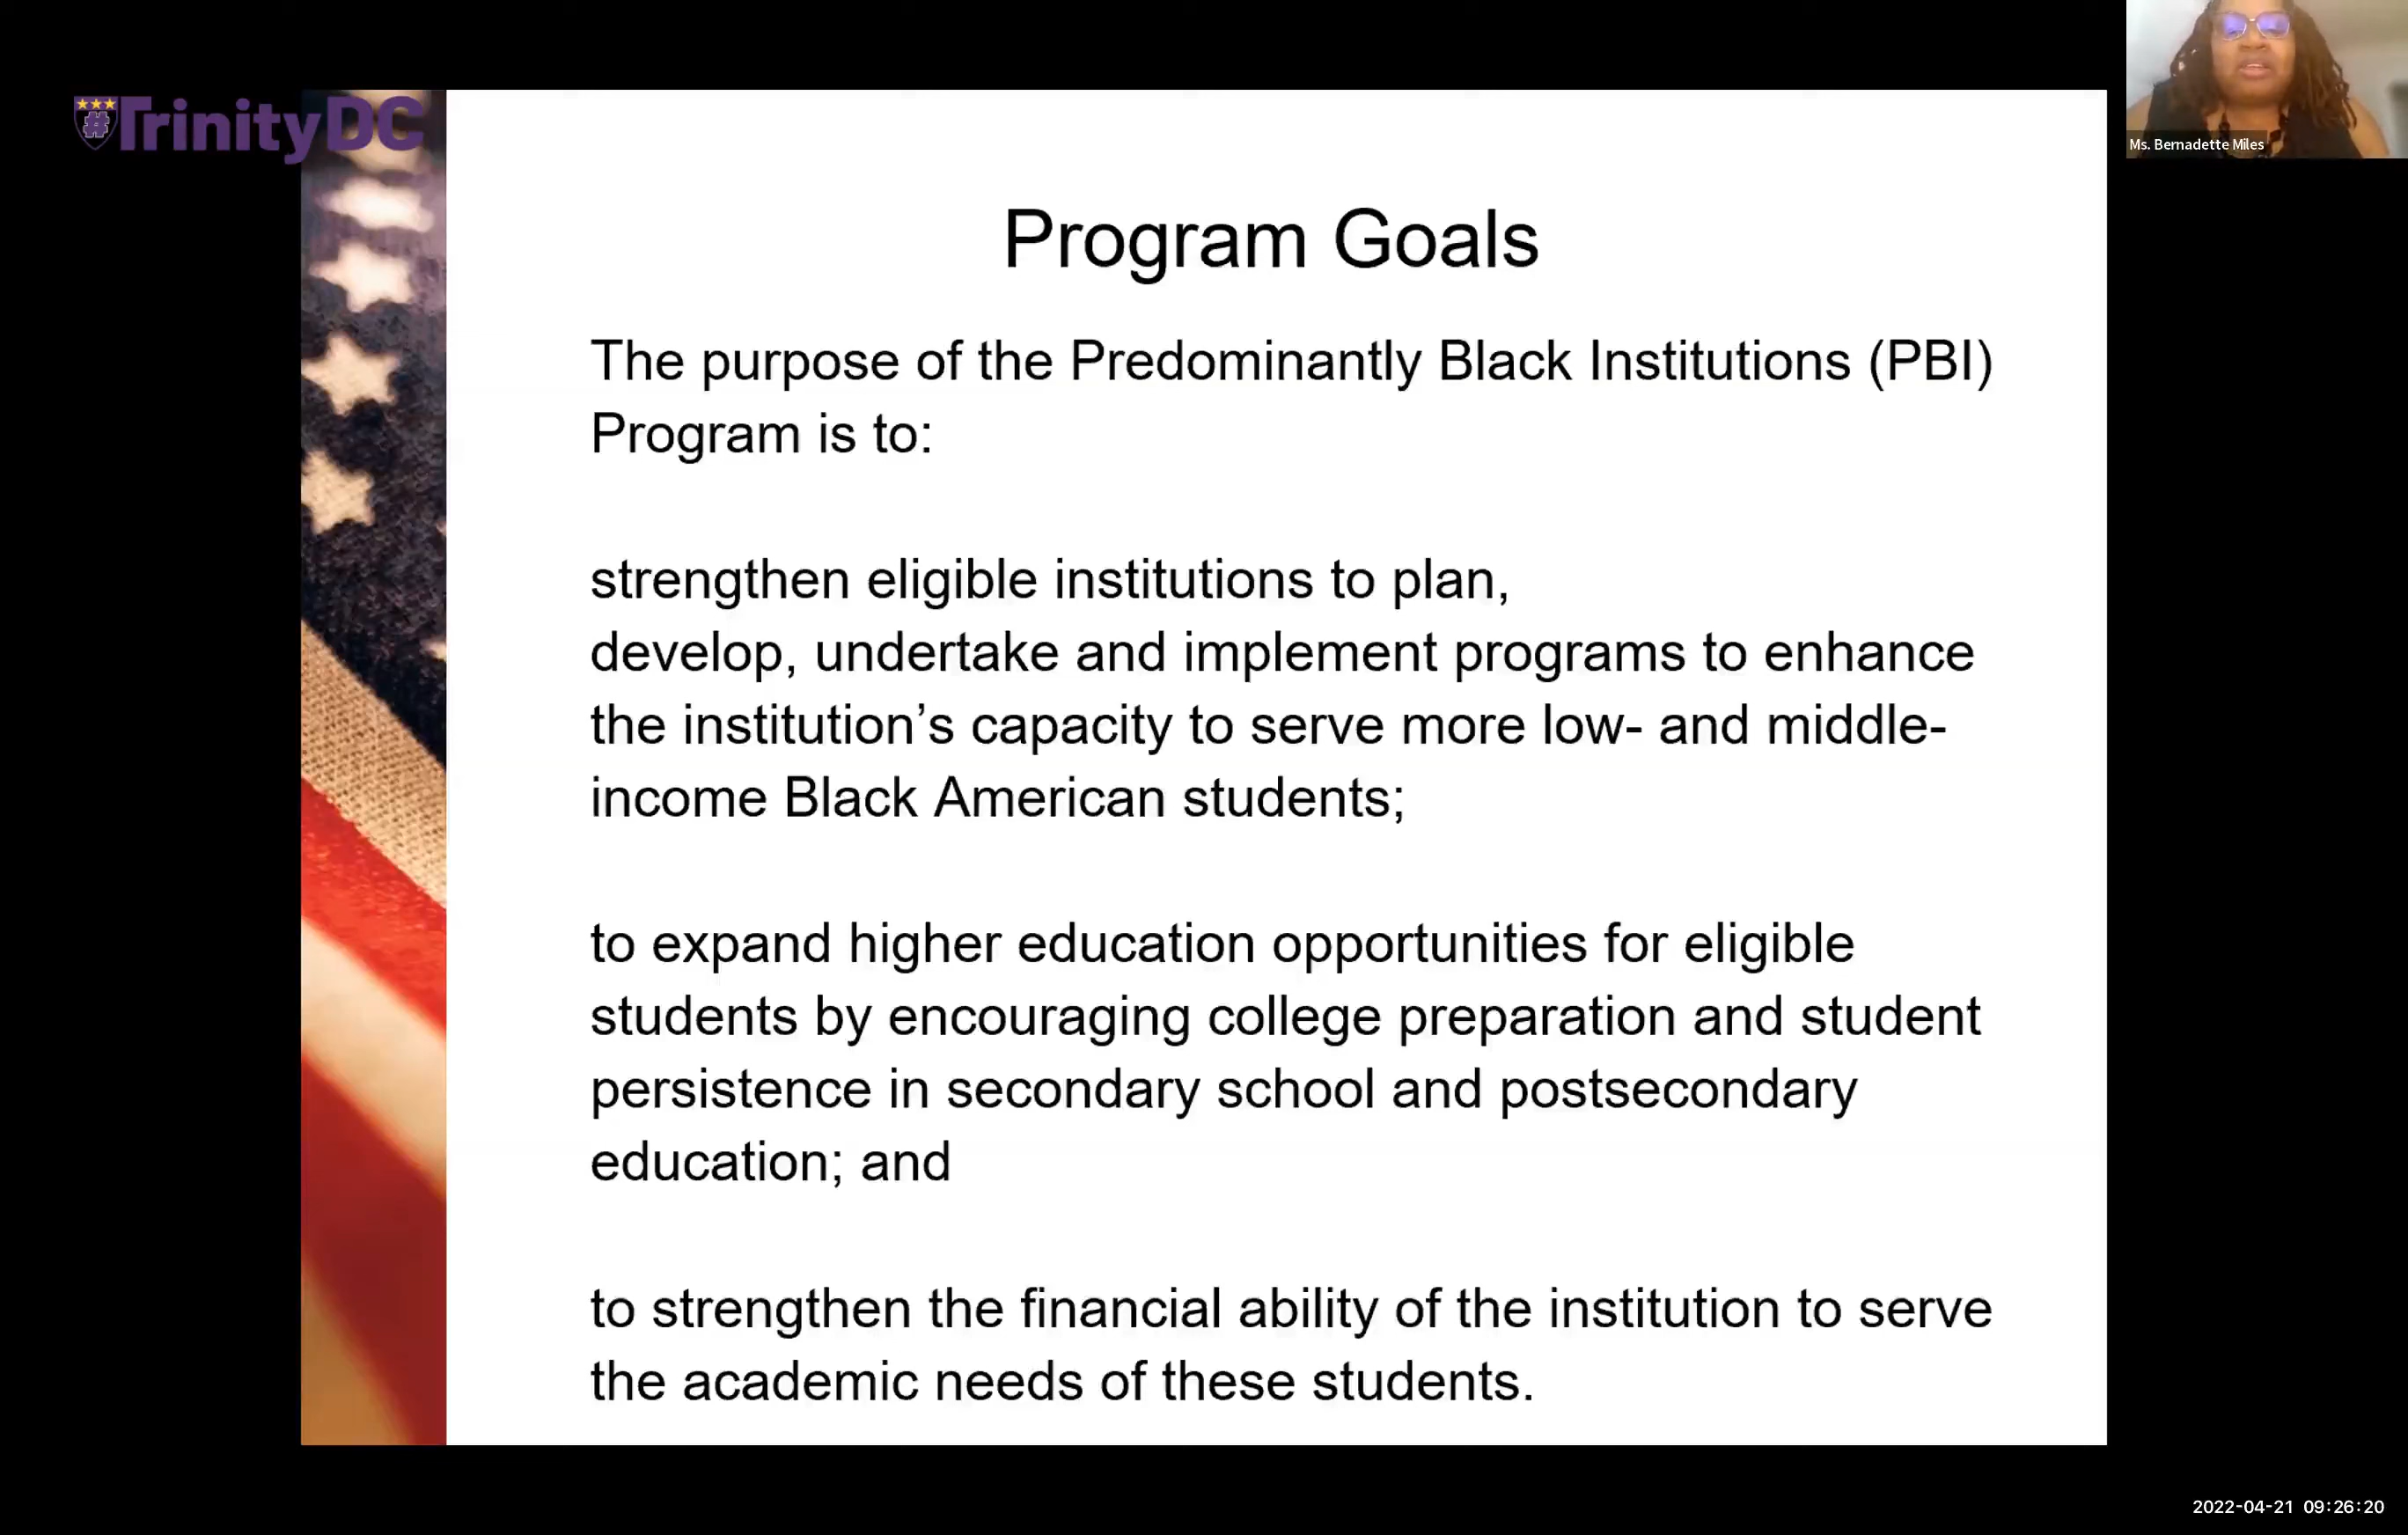 #TrinityDC
Ms. Bernadette Miles
Program Goals
The purpose of the Predominantly Black Institutions (PBI)
Program is to:
strengthen eligible institutions to plan,
develop, undertake and implement programs to enhance
the institution’s capacity to serve more low- and middle-
income Black American students;
to expand higher education opportunities for eligible
students by encouraging college preparation and student
persistence in secondary school and postsecondary
education; and
to strengthen the financial ability of the institution to serve
the academic needs of these students.
2022-04-21 09:26:20